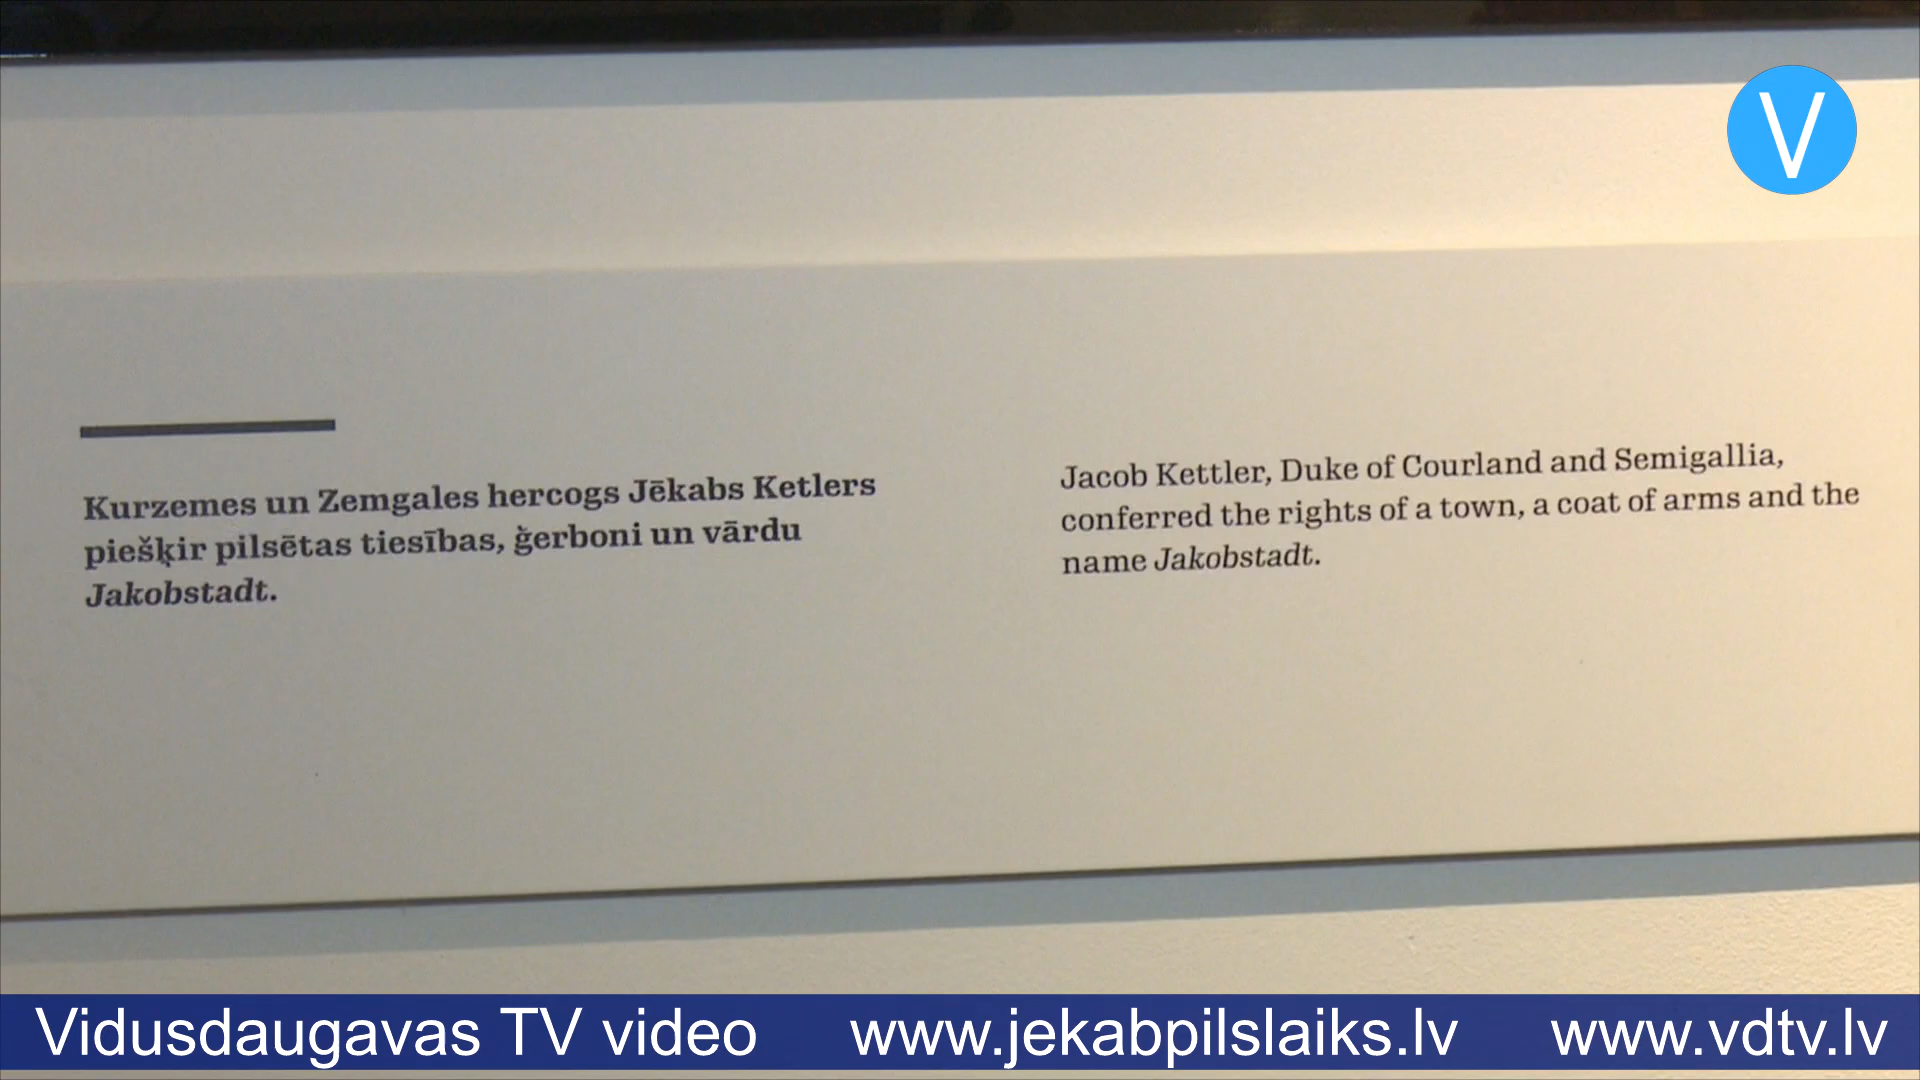 V
Kurzemes un Zemgales hercogs Jēkabs Ketlers
piešķir pilsētas tiesības, ģerboni un vārdu
Jakobstadt.
Jacob Kettler, Duke of Courland and Semigallia,
conferred the rights of a town, a coat of arms and the
name Jakobstadt.
Vidusdaugavas TV video www.jekabpilslaiks.lv www.vdtv.lv